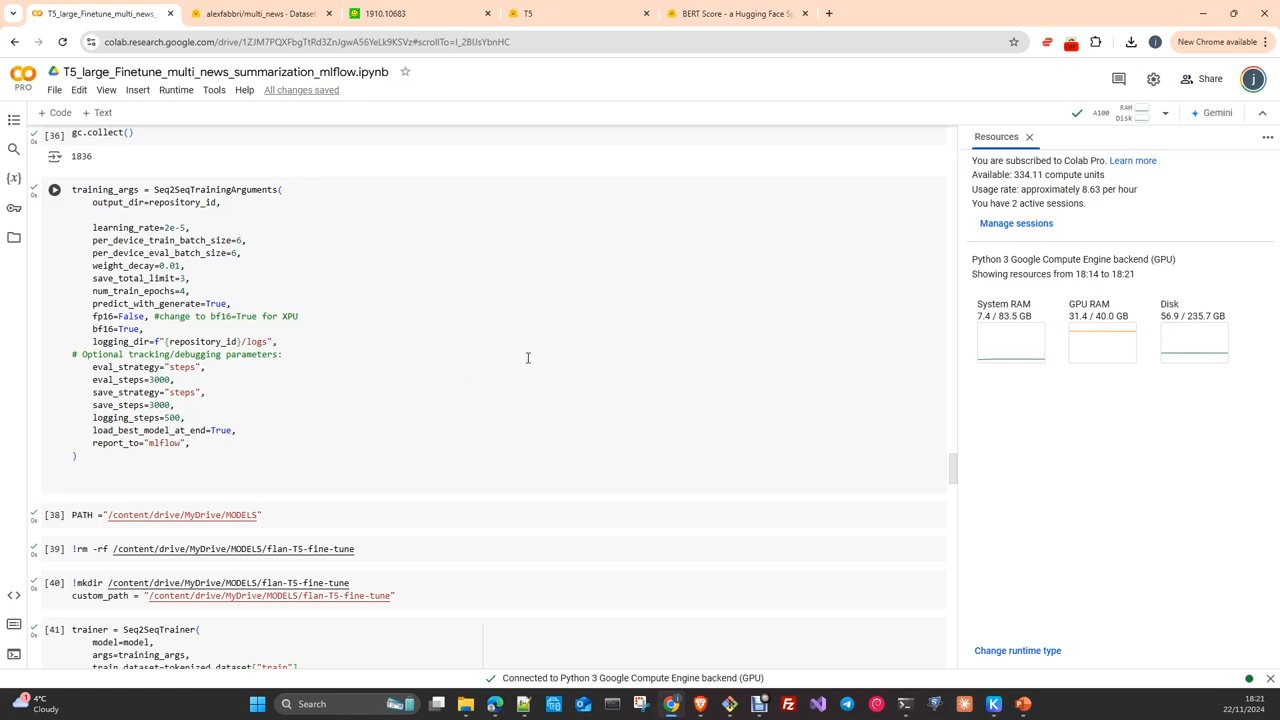 T5_large_Finetune_multi_news_
alexfabbri/multi_news · Dataset
1910.10683
T5
BERT Score - a Hugging Face Sp
colab.research.google.com/drive/
New Chrome available
T5_large_Finetune_multi_news_summarization_mlflow.ipynb
File Edit View Insert Runtime Tools Help All changes saved
Share
CO
PRO
j
+ Code + Text
A100
RAM
Disk
Gemini
[36] gc.collect()
0s
1836
0s
training_args = Seq2SeqTrainingArguments(
output_dir=repository_id,
learning_rate=2e-5,
per_device_train_batch_size=6,
per_device_eval_batch_size=6,
weight_decay=0.01,
save_total_limit=3,
num_train_epochs=4,
predict_with_generate=True,
fp16=False, #change to bf16=True for XPU
bf16=True,
logging_dir=f"{repository_id}/logs",
# Optional tracking/debugging parameters:
eval_strategy="steps",
eval_steps=3000,
save_strategy="steps",
save_steps=3000,
logging_steps=500,
load_best_model_at_end=True,
report_to="mlflow",
)
[38] PATH ="/content/drive/MyDrive/MODELS"
0s
[39] !rm -rf /content/drive/MyDrive/MODELS/flan-T5-fine-tune
0s
[40] !mkdir /content/drive/MyDrive/MODELS/flan-T5-fine-tune
0s
custom_path = "/content/drive/MyDrive/MODELS/flan-T5-fine-tune"
[41] trainer = Seq2SeqTrainer(
0s
model=model,
args=training_args,
train_dataset=tokenized_dataset["train"]
Resources
You are subscribed to Colab Pro. Learn more
Available: 334.11 compute units
Usage rate: approximately 8.63 per hour
You have 2 active sessions.
Manage sessions
Python 3 Google Compute Engine backend (GPU)
Showing resources from 18:14 to 18:21
System RAM
7.4 / 83.5 GB
GPU RAM
31.4 / 40.0 GB
Disk
56.9 / 235.7 GB
Change runtime type
Connected to Python 3 Google Compute Engine backend (GPU)
4°C
Cloudy
Search
18:21
22/11/2024